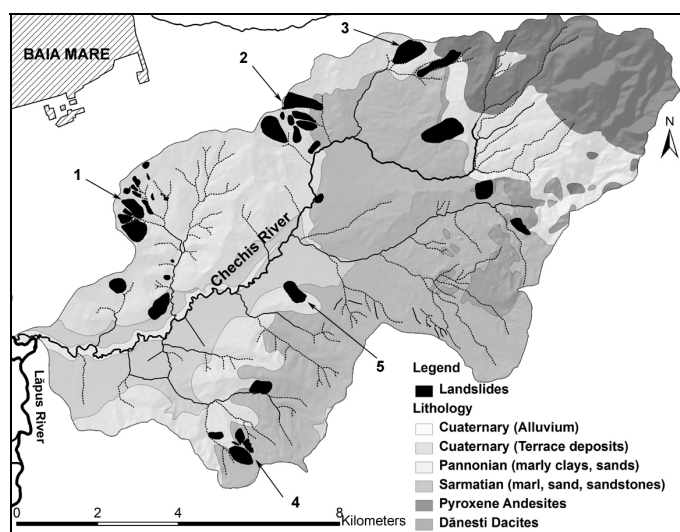 BAIA MARE
3
2
1
N
Chechis River
5
Lăpus River
4
Legend
Landslides
Lithology
Cuaternary (Alluvium)
Cuaternary (Terrace deposits)
Pannonian (marly clays, sands)
Sarmatian (marl, sand, sandstones)
Pyroxene Andesites
Dănesti Dacites
0 2 4 8
Kilometers